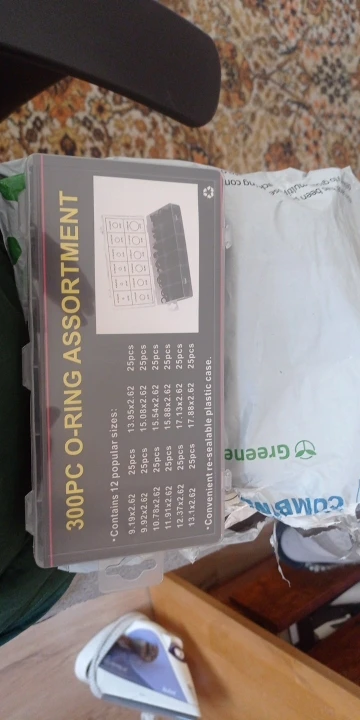 300PC O-RING ASSORTMENT
•Contains 12 popular sizes:
9.19x2.62 25pcs 13.95x2.62 25pcs
9.92x2.62 25pcs 15.08x2.62 25pcs
10.78x2.62 25pcs 15.54x2.62 25pcs
11.91x2.62 25pcs 15.88x2.62 25pcs
12.37x2.62 25pcs 17.13x2.62 25pcs
13.1x2.62 25pcs 17.88x2.62 25pcs
•Convenient re-sealable plastic case.
Greene
COMBIN